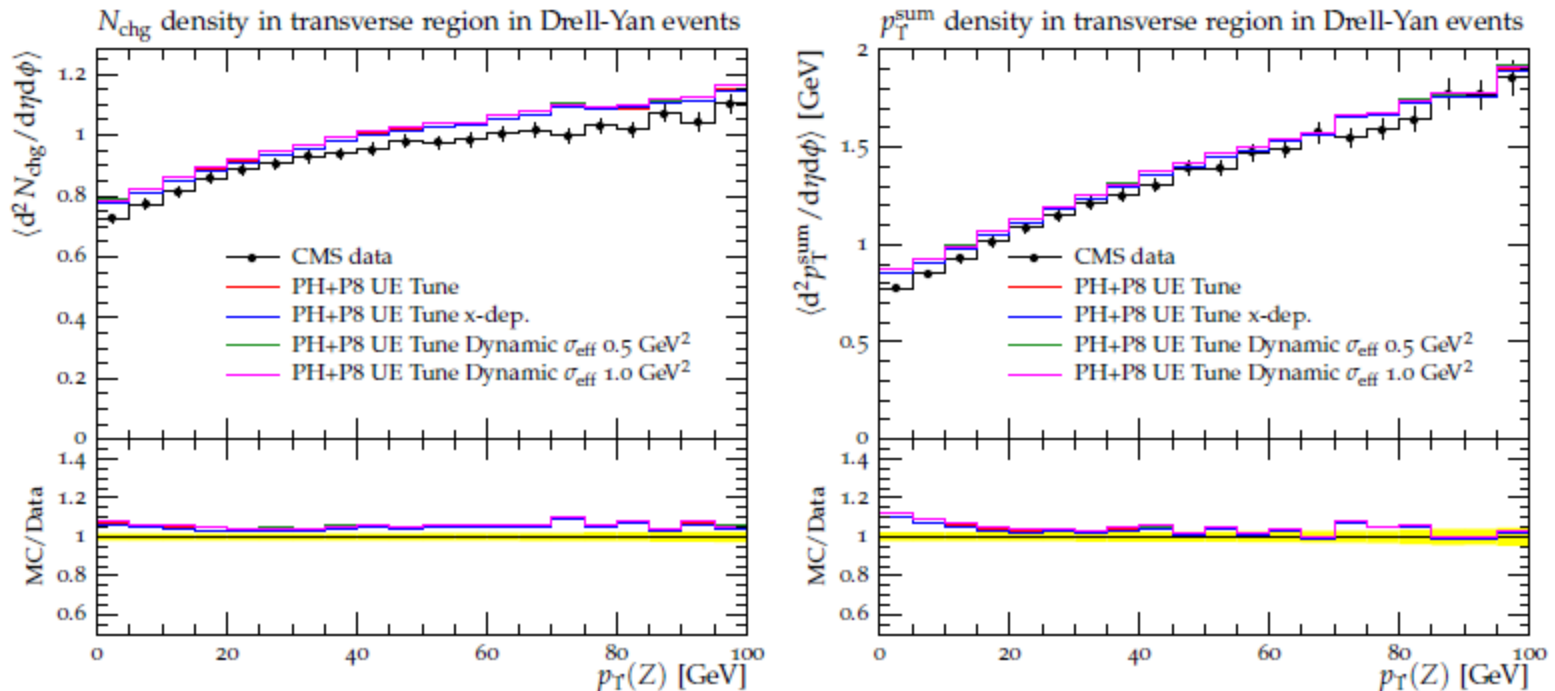 N_chg density in transverse region in Drell-Yan events
⟨d² N_chg/dηdϕ⟩
1.2
1
0.8
0.6
0.4
0.2
0
CMS data
PH+P8 UE Tune
PH+P8 UE Tune x-dep.
PH+P8 UE Tune Dynamic σ_eff 0.5 GeV²
PH+P8 UE Tune Dynamic σ_eff 1.0 GeV²
MC/Data
1.4
1.2
1
0.8
0.6
0 20 40 60 80 100
p_T(Z) [GeV]
p_T^sum density in transverse region in Drell-Yan events
⟨d²p_T^sum/dηdϕ⟩ [GeV]
2
1.5
1
0.5
0
CMS data
PH+P8 UE Tune
PH+P8 UE Tune x-dep.
PH+P8 UE Tune Dynamic σ_eff 0.5 GeV²
PH+P8 UE Tune Dynamic σ_eff 1.0 GeV²
MC/Data
1.4
1.2
1
0.8
0.6
0 20 40 60 80 100
p_T(Z) [GeV]